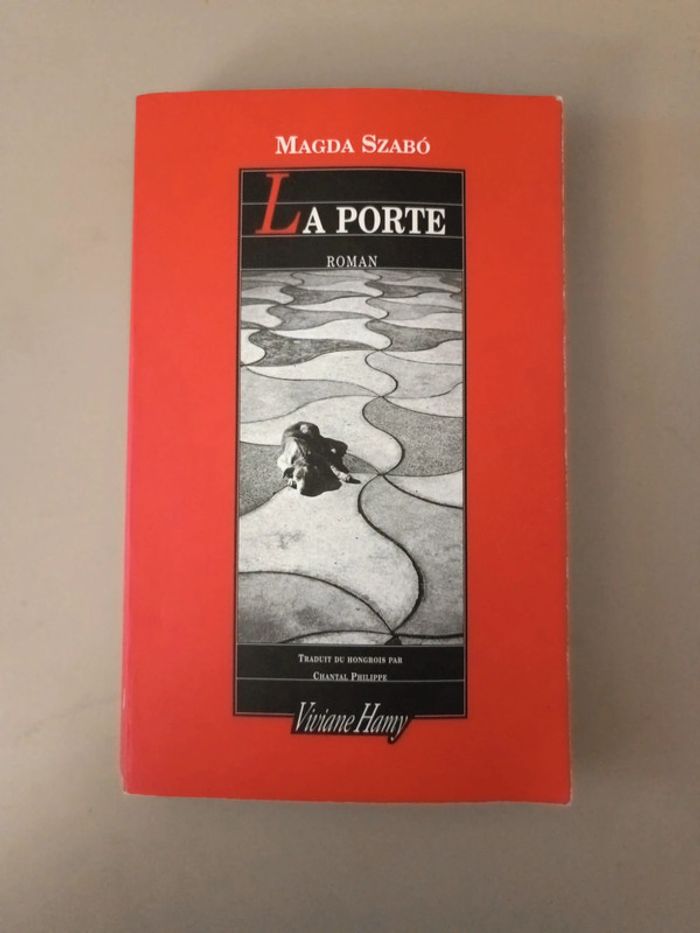 MAGDA SZABÓ
LA PORTE
ROMAN
TRADUIT DU HONGROIS PAR
CHANTAL PHILIPPE
Viviane Hamy